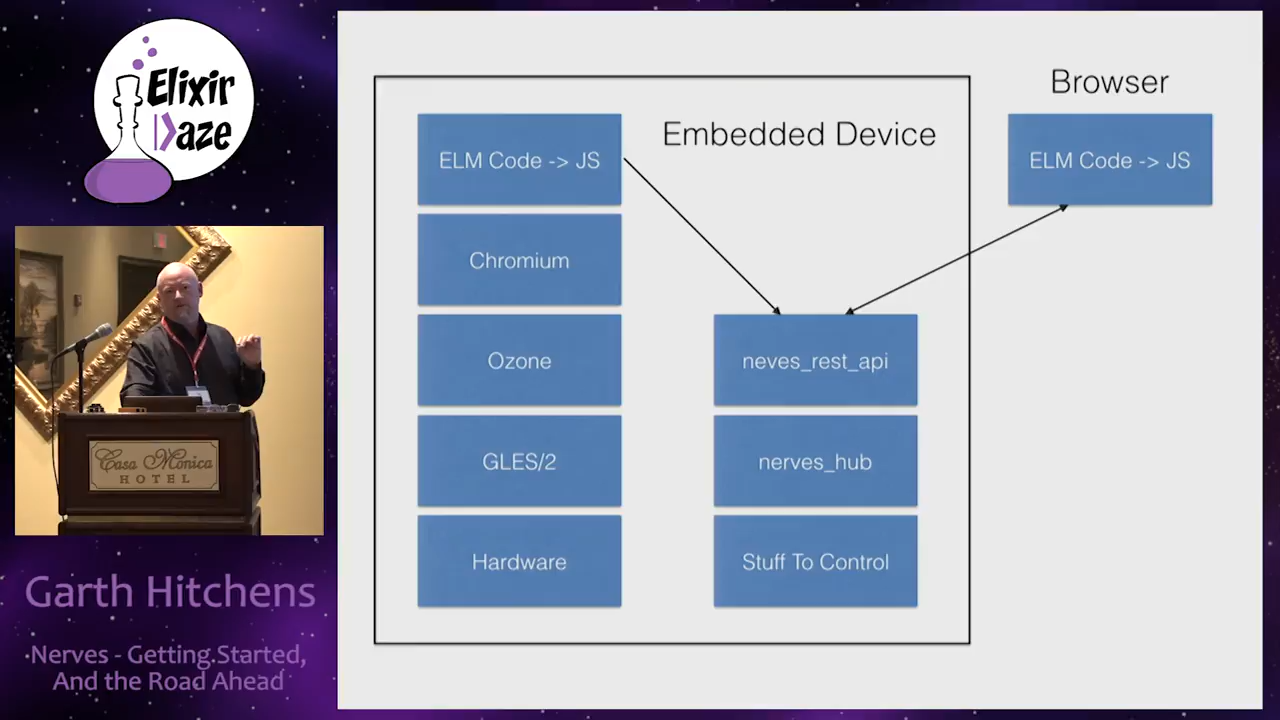 Elixir
Daze
Casa Monica
HOTEL
Garth Hitchens
Nerves - Getting Started,
And the Road Ahead
Embedded Device
Browser
ELM Code -> JS
Chromium
Ozone
GLES/2
Hardware
neves_rest_api
nerves_hub
Stuff To Control
ELM Code -> JS